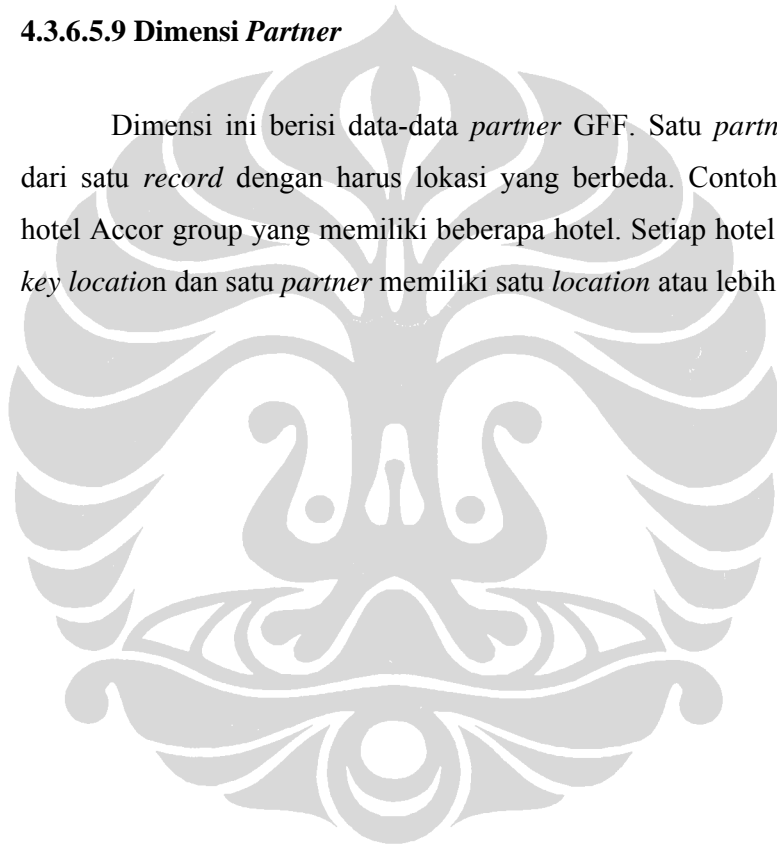 4.3.6.5.9 Dimensi Partner
Dimensi ini berisi data-data partner GFF. Satu partn
dari satu record dengan harus lokasi yang berbeda. Contoh
hotel Accor group yang memiliki beberapa hotel. Setiap hotel
key location dan satu partner memiliki satu location atau lebih